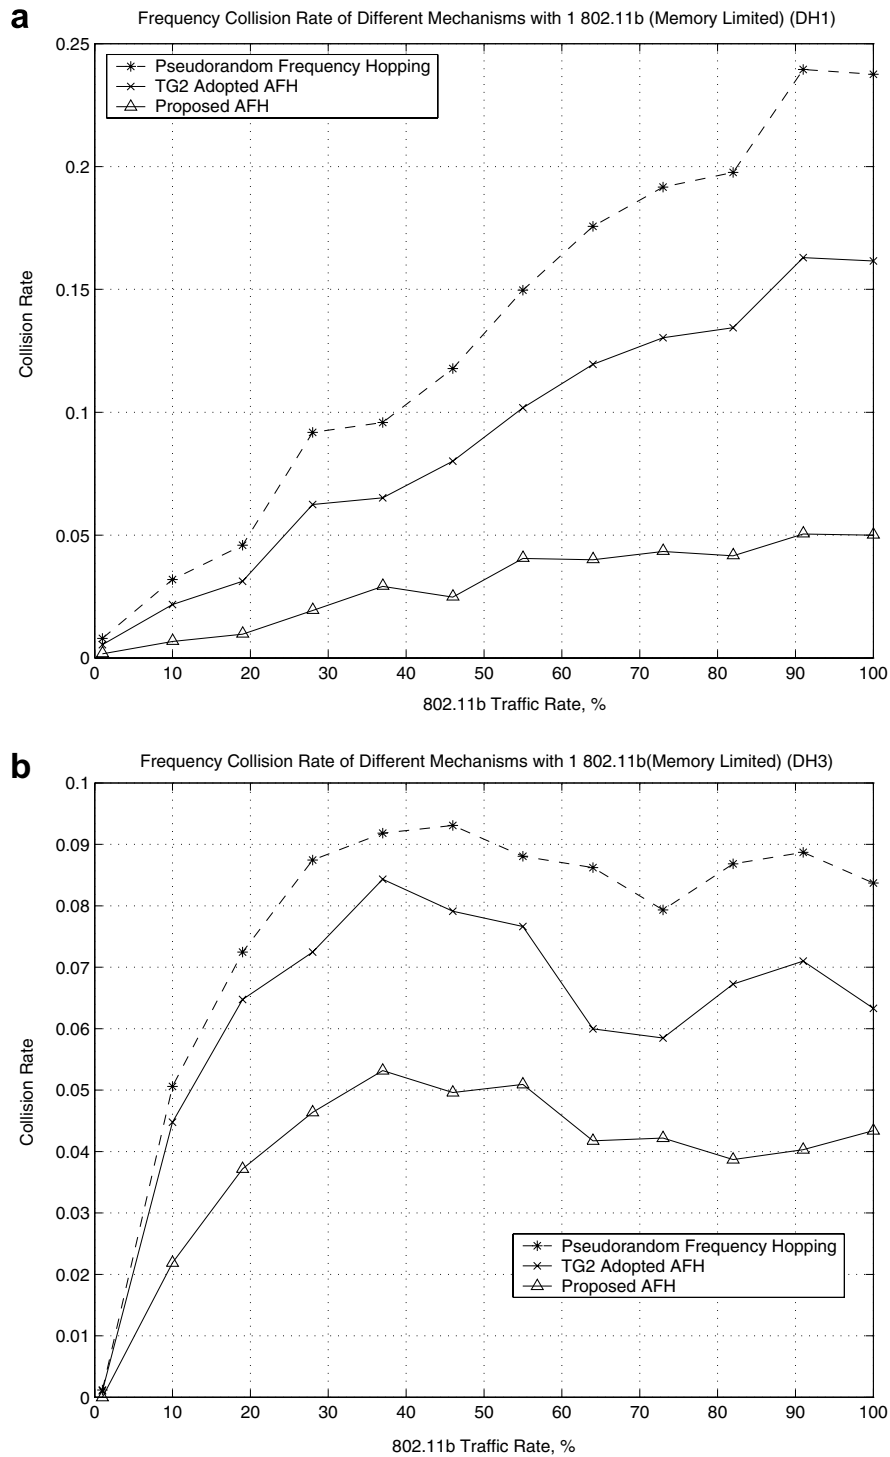 a
Frequency Collision Rate of Different Mechanisms with 1 802.11b (Memory Limited) (DH1)
0.25
0.2
0.15
0.1
0.05
0
Collision Rate
Pseudorandom Frequency Hopping
TG2 Adopted AFH
Proposed AFH
0 10 20 30 40 50 60 70 80 90 100
802.11b Traffic Rate, %
b
Frequency Collision Rate of Different Mechanisms with 1 802.11b(Memory Limited) (DH3)
0.1
0.09
0.08
0.07
0.06
0.05
0.04
0.03
0.02
0.01
0
Collision Rate
Pseudorandom Frequency Hopping
TG2 Adopted AFH
Proposed AFH
0 10 20 30 40 50 60 70 80 90 100
802.11b Traffic Rate, %